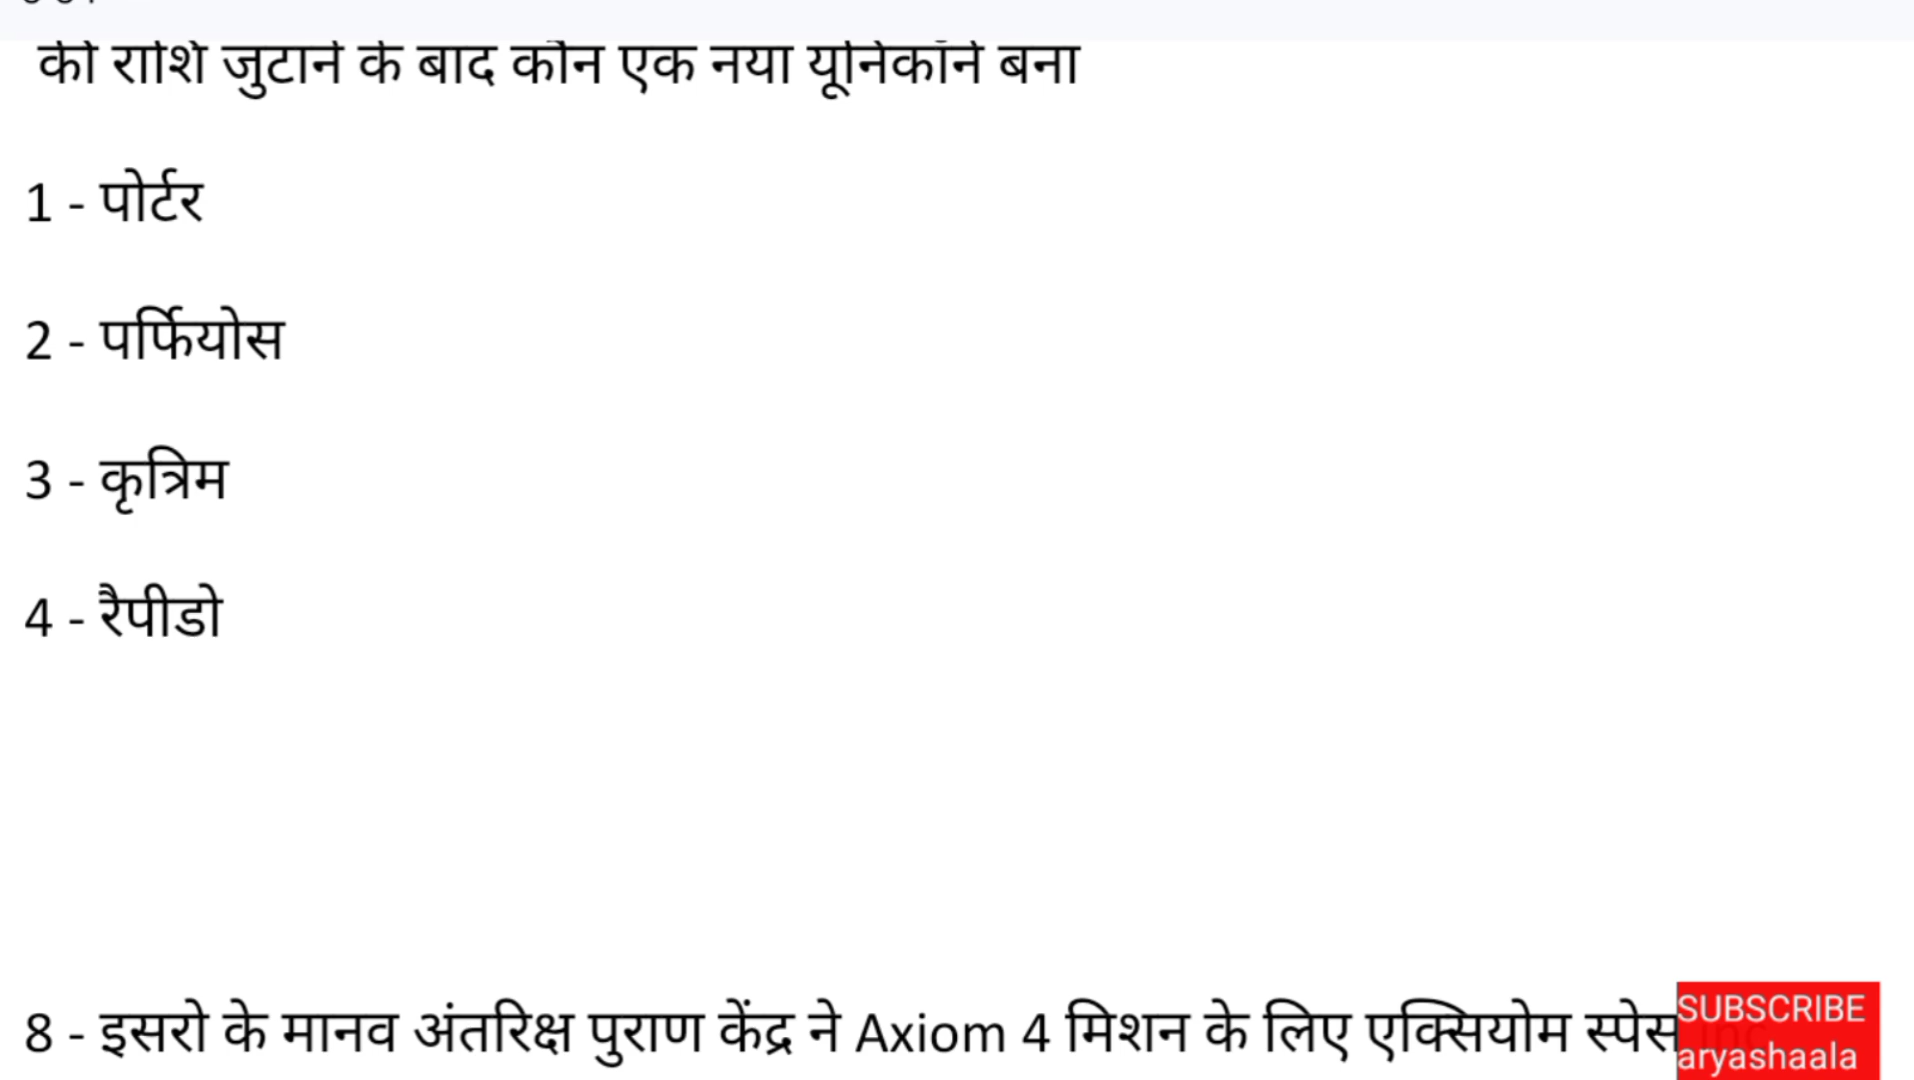 की राशि जुटाने के बाद कौन एक नया यूनिकॉर्न बना
1 - पोर्टर
2 - पर्फियोस
3 - कृत्रिम
4 - रैपीडो
8 - इसरो के मानव अंतरिक्ष पुराण केंद्र ने Axiom 4 मिशन के लिए एक्सियोम स्पेस
SUBSCRIBE
aryashaala